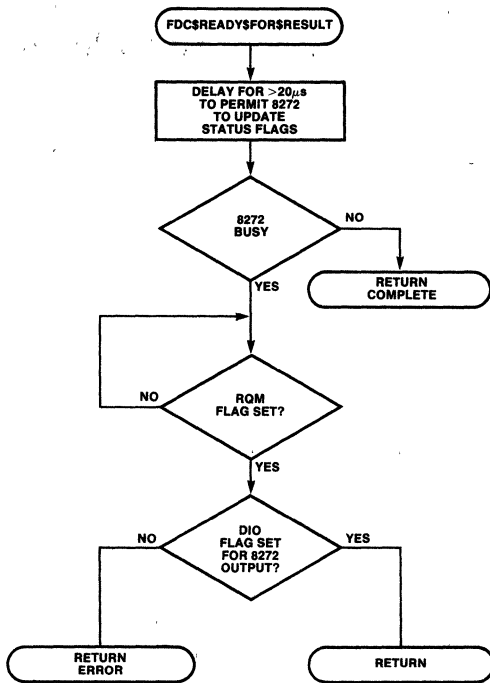 FDC$READY$FOR$RESULT
DELAY FOR >20μs
TO PERMIT 8272
TO UPDATE
STATUS FLAGS
8272
BUSY
NO
RETURN
COMPLETE
YES
NO
RQM
FLAG SET?
YES
NO
DIO
FLAG SET
FOR 8272
OUTPUT?
YES
RETURN
ERROR
RETURN